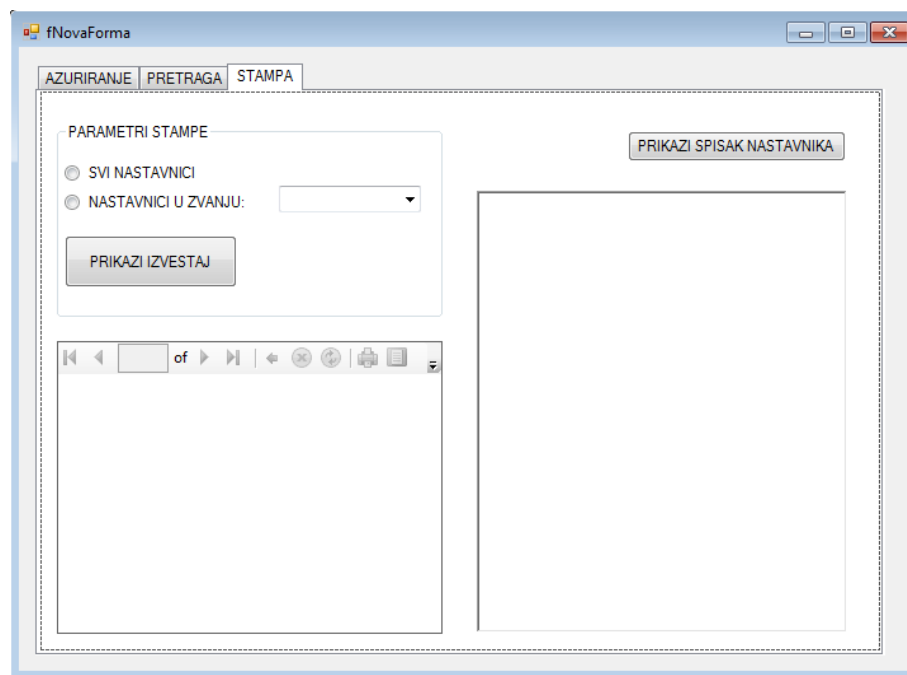 fNovaForma
AZURIRANJE PRETRAGA STAMPA
PARAMETRI STAMPE
SVI NASTAVNICI
NASTAVNICI U ZVANJU:
PRIKAZI IZVESTAJ
of
PRIKAZI SPISAK NASTAVNIKA